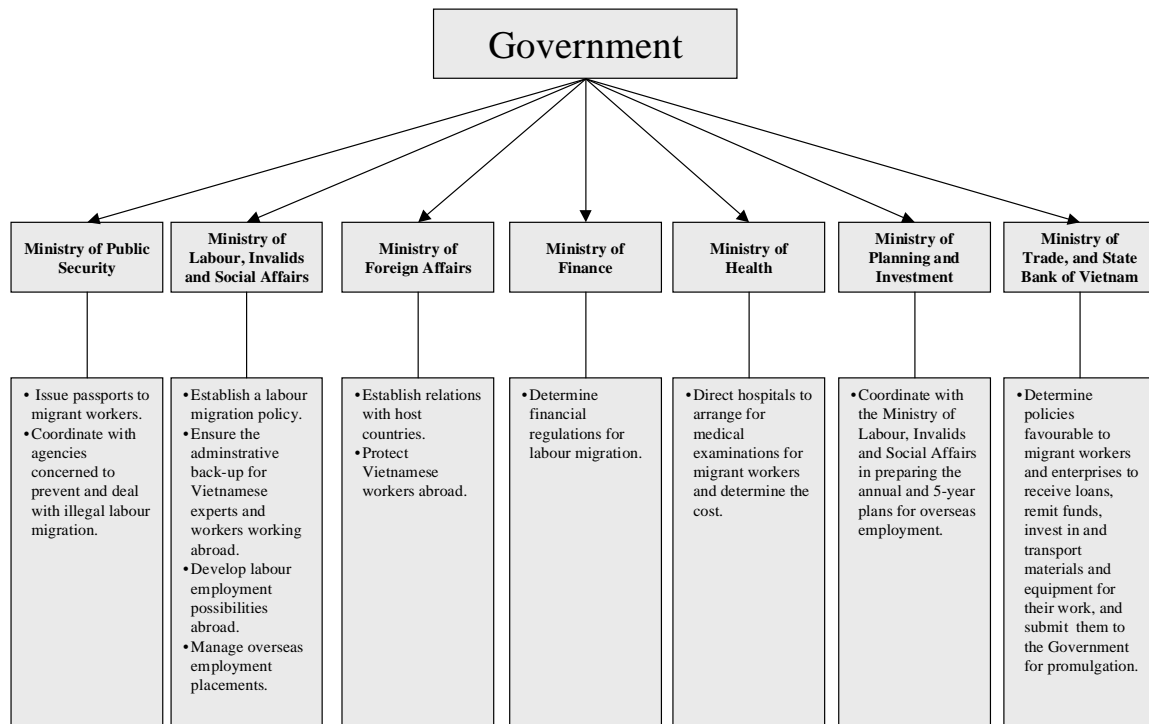 Government
Ministry of Public
Security
Ministry of
Labour, Invalids
and Social Affairs
Ministry of
Foreign Affairs
Ministry of
Finance
Ministry of
Health
Ministry of
Planning and
Investment
Ministry of
Trade, and State
Bank of Vietnam
• Issue passports to
migrant workers.
• Coordinate with
agencies
concerned to
prevent and deal
with illegal labour
migration.
• Establish a labour
migration policy.
• Ensure the
adminstrative
back-up for
Vietnamese
experts and
workers working
abroad.
• Develop labour
employment
possibilities
abroad.
• Manage overseas
employment
placements.
• Establish relations
with host
countries.
• Protect
Vietnamese
workers abroad.
• Determine
financial
regulations for
labour migration.
• Direct hospitals to
arrange for
medical
examinations for
migrant workers
and determine the
cost.
• Coordinate with
the Ministry of
Labour, Invalids
and Social Affairs
in preparing the
annual and 5-year
plans for overseas
employment.
• Determine
policies
favourable to
migrant workers
and enterprises to
receive loans,
remit funds,
invest in and
transport
materials and
equipment for
their work, and
submit them to
the Government
for promulgation.